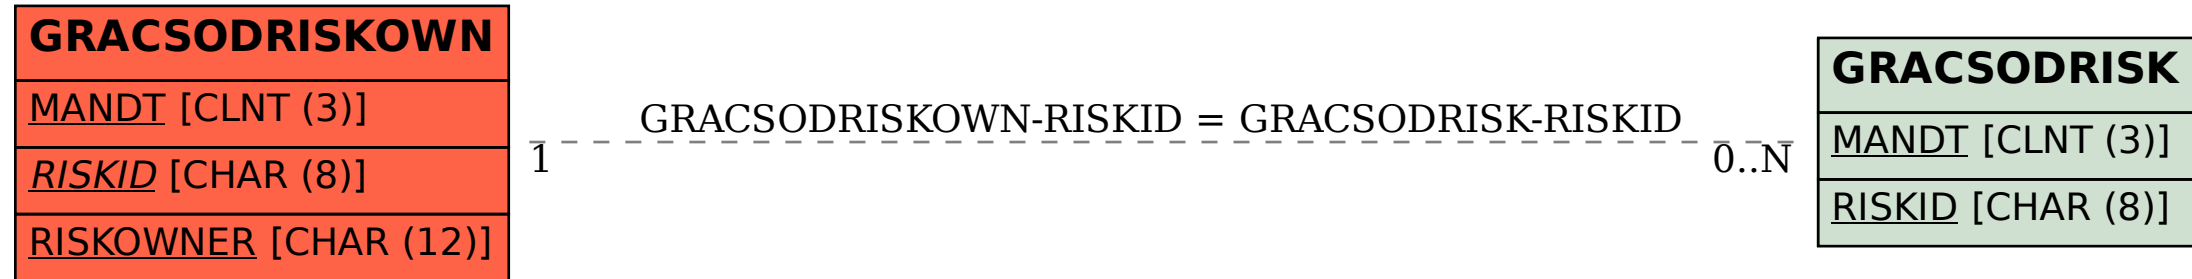 GRACSODRISKOWN
MANDT [CLNT (3)]
RISKID [CHAR (8)]
RISKOWNER [CHAR (12)]
GRACSODRISKOWN-RISKID = GRACSODRISK-RISKID
1
0..N
GRACSODRISK
MANDT [CLNT (3)]
RISKID [CHAR (8)]